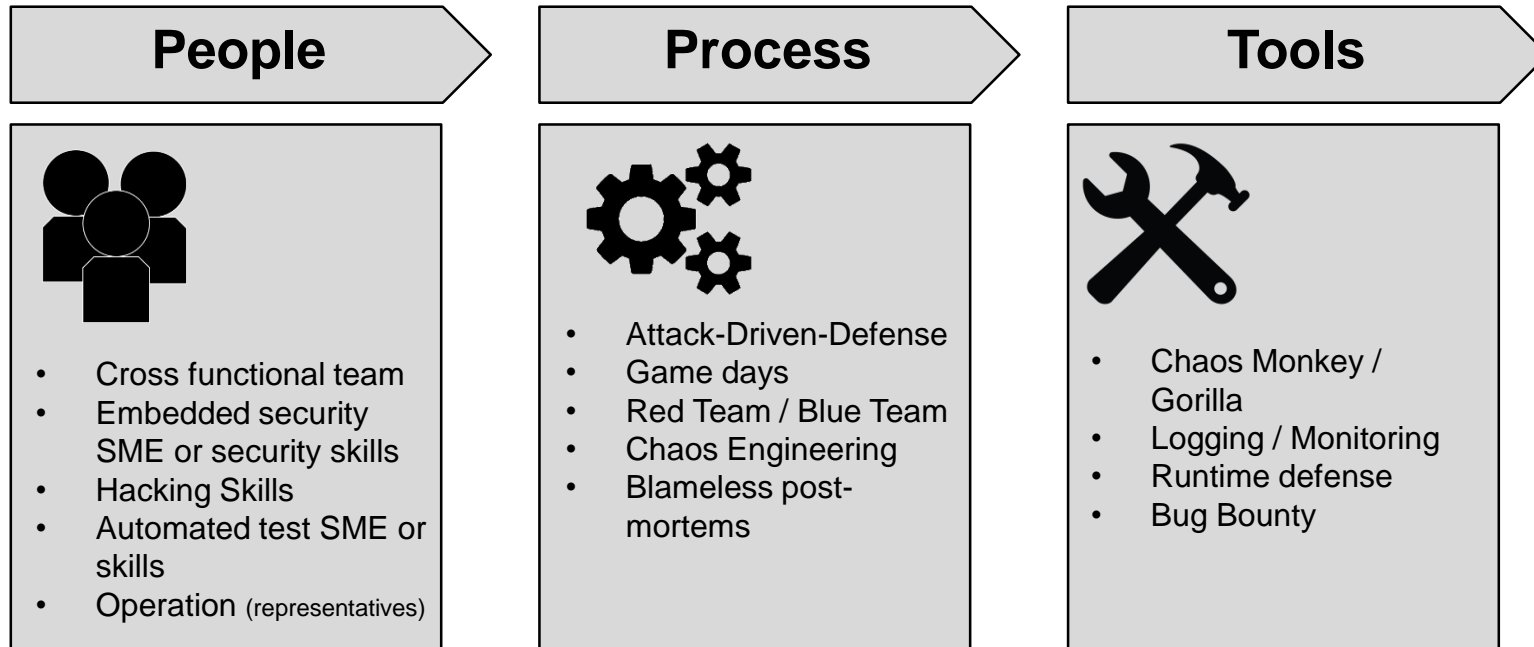 People
• Cross functional team
• Embedded security
SME or security skills
• Hacking Skills
• Automated test SME or
skills
• Operation (representatives)
Process
• Attack-Driven-Defense
• Game days
• Red Team / Blue Team
• Chaos Engineering
• Blameless post-
mortems
Tools
• Chaos Monkey /
Gorilla
• Logging / Monitoring
• Runtime defense
• Bug Bounty